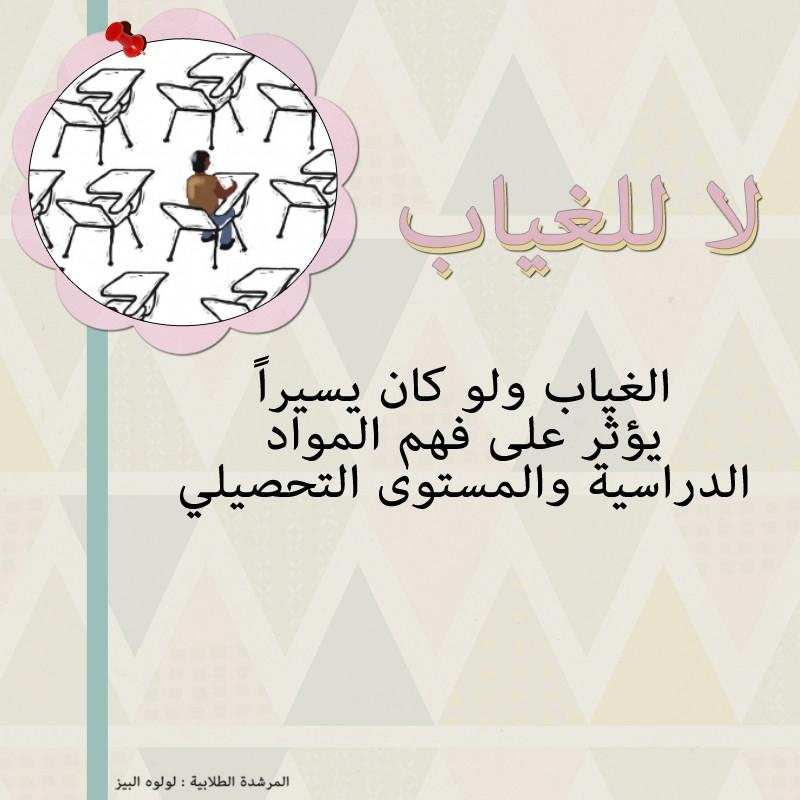 لا للغياب
الغياب ولو كان يسيراً
يؤثر على فهم المواد
الدراسية والمستوى التحصيلي
المرشدة الطلابية : لولوه البيز